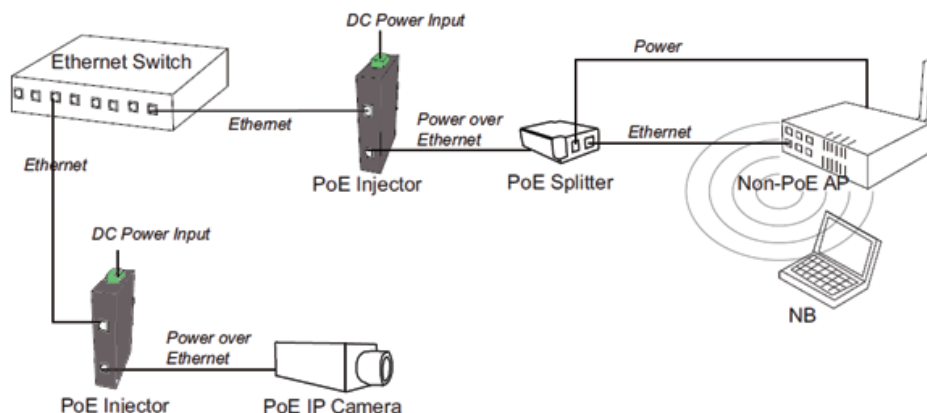 DC Power Input
Ethernet Switch
Power
Ethernet
Power over
Ethernet
Ethernet
Ethernet
PoE Injector
PoE Splitter
Non-PoE AP
DC Power Input
NB
Power over
Ethernet
PoE Injector
PoE IP Camera